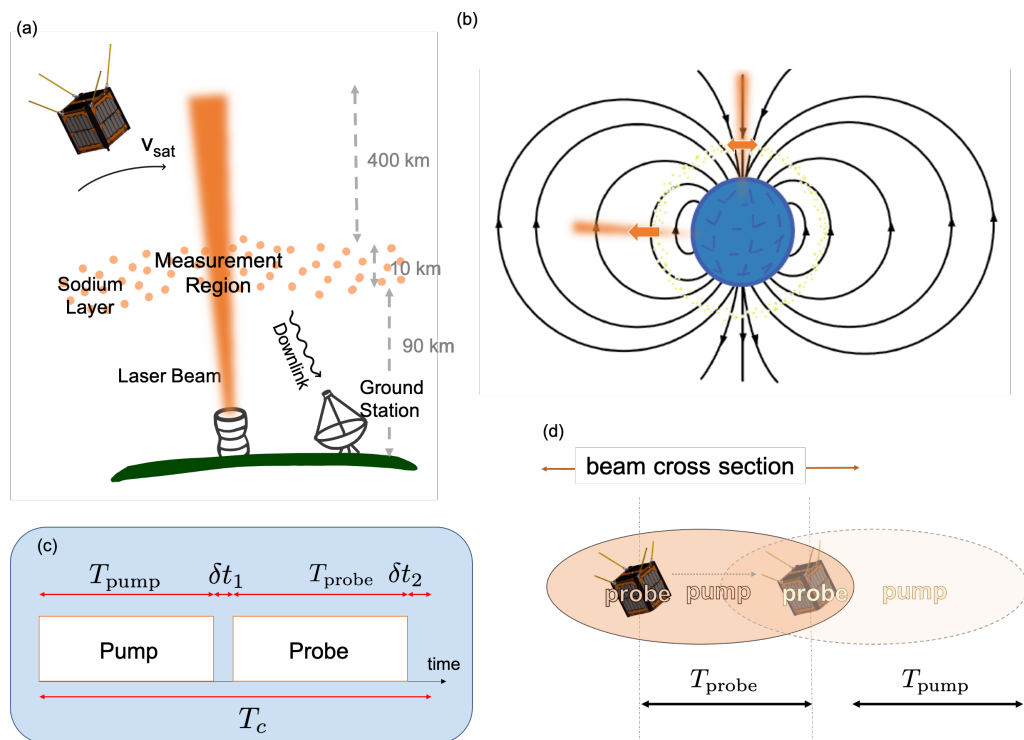 (a)
v_sat
400 km
Measurement
Region
10 km
Sodium
Layer
90 km
Downlink
Laser Beam
Ground
Station
(b)
(c)
T_pump
δt_1
T_probe
δt_2
Pump
Probe
time
T_c
(d)
beam cross section
probe pump probe pump
T_probe
T_pump